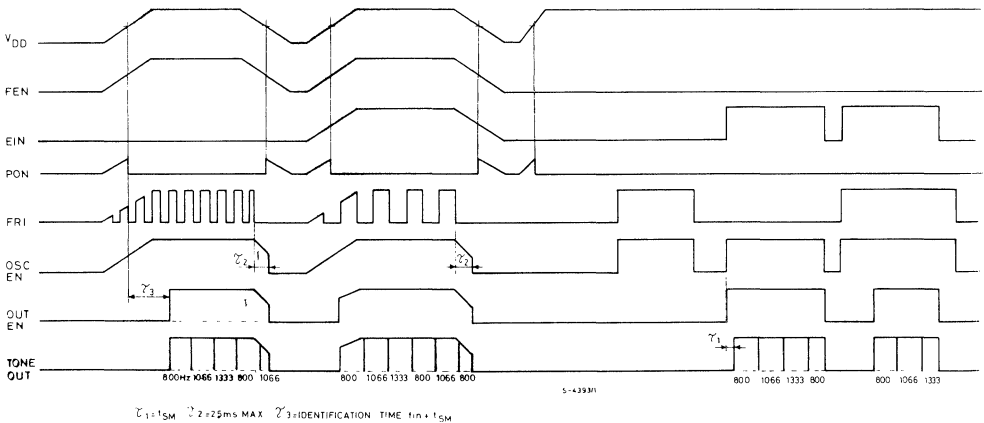 VDD
FEN
EIN
PON
FRI
OSC EN
τ2
τ2
τ3
OUT EN
τ1
TONE OUT
800Hz 1066 1333 800 1066
800 1066 1333 800 1066 800
800 1066 1333 800
800 1066 1333
S-4393/1
τ1=tSM τ2=25ms MAX τ3=IDENTIFICATION TIME fin+tSM